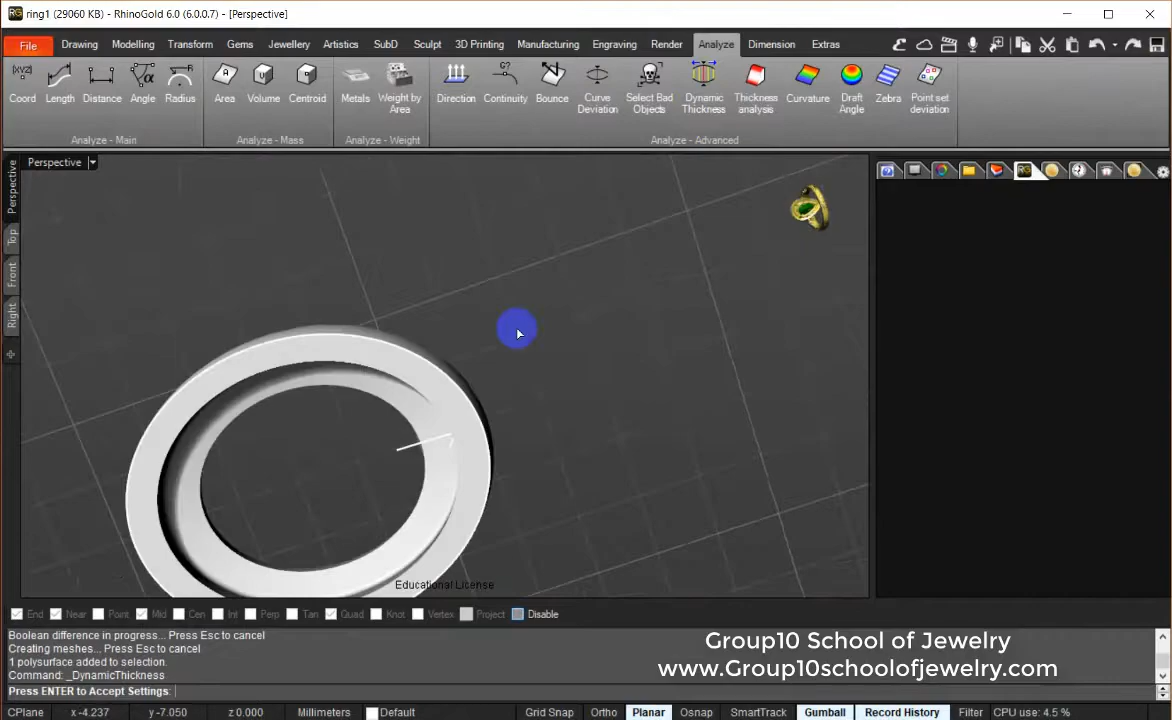 ring1 (29060 KB) - RhinoGold 6.0 (6.0.0.7) - [Perspective]
File Drawing Modelling Transform Gems Jewellery Artistics SubD Sculpt 3D Printing Manufacturing Engraving Render Analyze Dimension Extras
Coord Length Distance Angle Radius Area Volume Centroid Metals Weight by Area Direction Continuity Bounce Curve Deviation Select Bad Objects Dynamic Thickness Thickness analysis Curvature Draft Angle Zebra Point set deviation
Analyze - Main Analyze - Mass Analyze - Weight Analyze - Advanced
Perspective
Perspective
Top
Front
Right
Educational License
End Near Point Mid Cen Int Perp Tan Quad Knot Vertex Project Disable
Boolean difference in progress... Press Esc to cancel
Creating meshes... Press Esc to cancel
1 polysurface added to selection.
Command: _DynamicThickness
Press ENTER to Accept Settings:
Group10 School of Jewelry
www.Group10schoolofjewelry.com
CPlane x -4.237 y -7.050 z 0.000 Millimeters Default Grid Snap Ortho Planar Osnap SmartTrack Gumball Record History Filter CPU use: 4.5 %